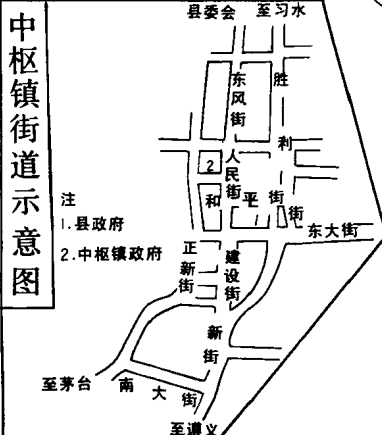 中枢镇街道示意图
县委会
至习水
东风街
胜利街
2
人民街
和平街
注
1.县政府
2.中枢镇政府
1
东大街
正新街
建设街
新街
至茅台
南大街
至遵义